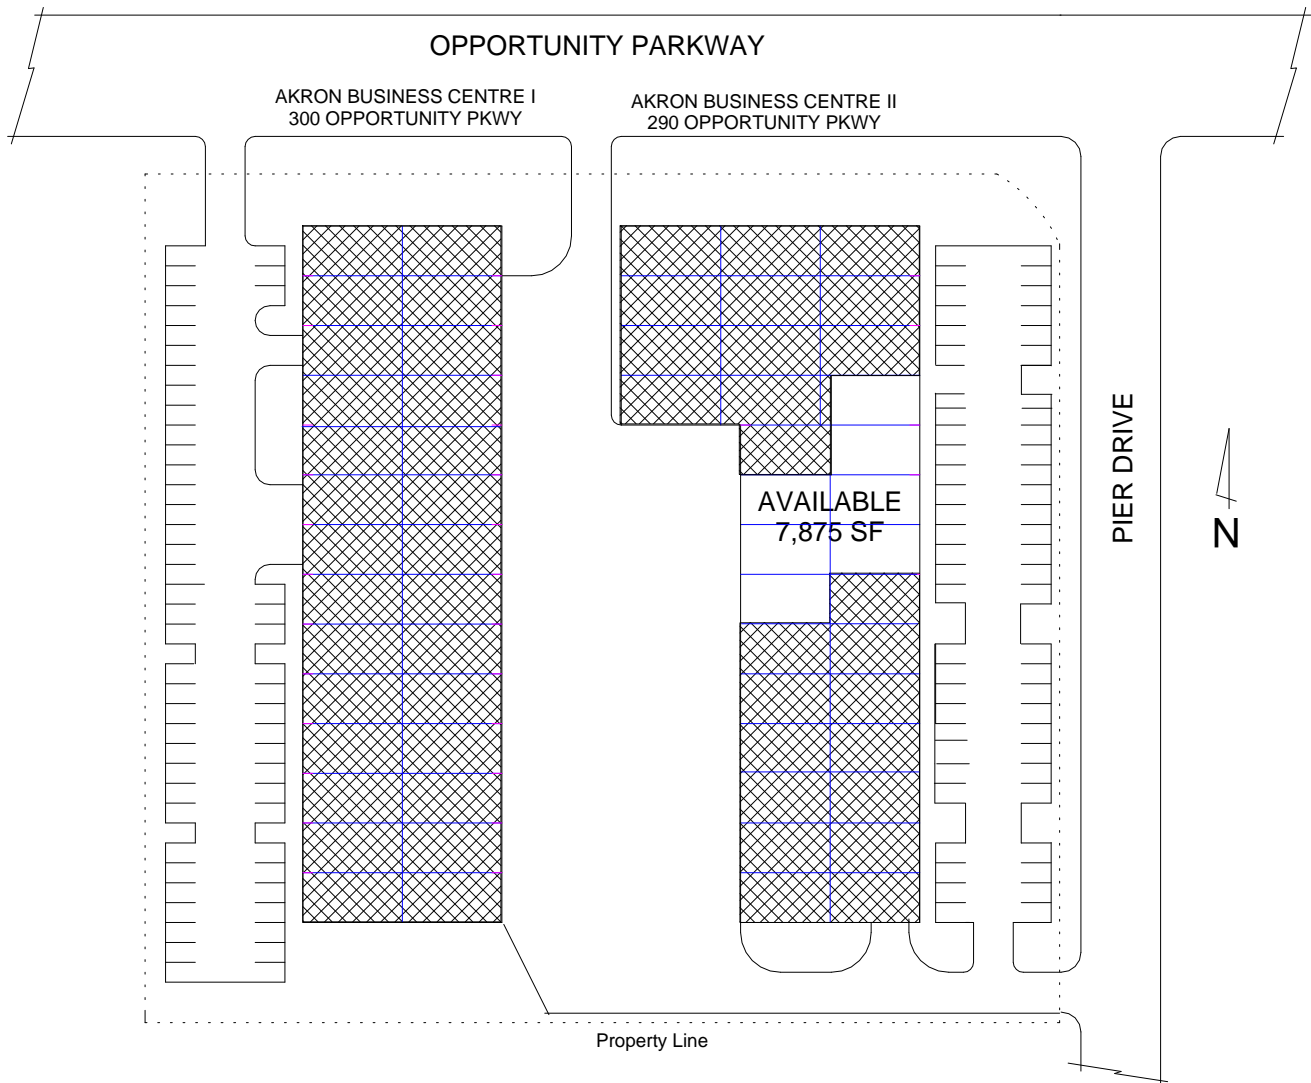 OPPORTUNITY PARKWAY
AKRON BUSINESS CENTRE I
300 OPPORTUNITY PKWY
AKRON BUSINESS CENTRE II
290 OPPORTUNITY PKWY
PIER DRIVE
AVAILABLE
7,875 SF
N
Property Line